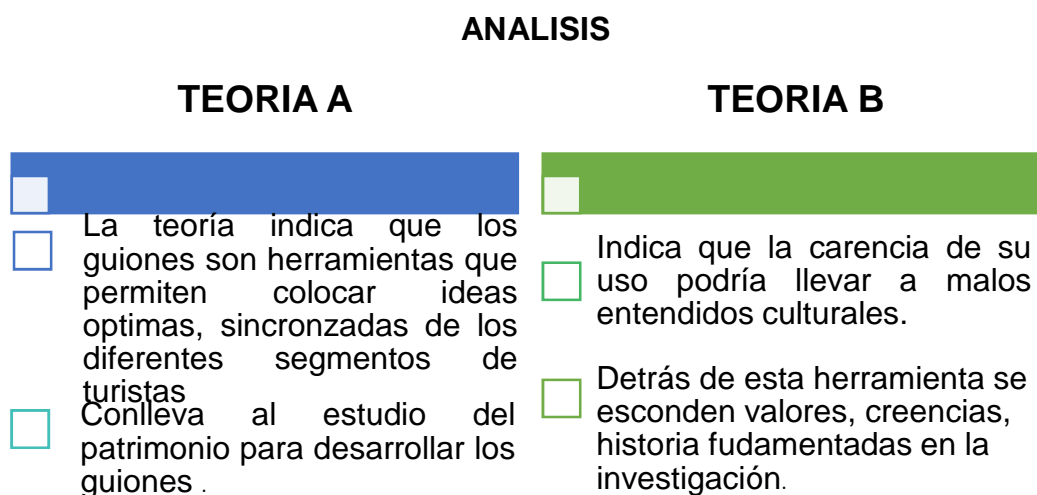 ANALISIS
TEORIA A
La teoría indica que los
guiones son herramientas que
permiten colocar ideas
optimas, sincronzadas de los
diferentes segmentos de
turistas
Conlleva al estudio del
patrimonio para desarrollar los
guiones .
TEORIA B
Indica que la carencia de su
uso podría llevar a malos
entendidos culturales.
Detrás de esta herramienta se
esconden valores, creencias,
historia fudamentadas en la
investigación.